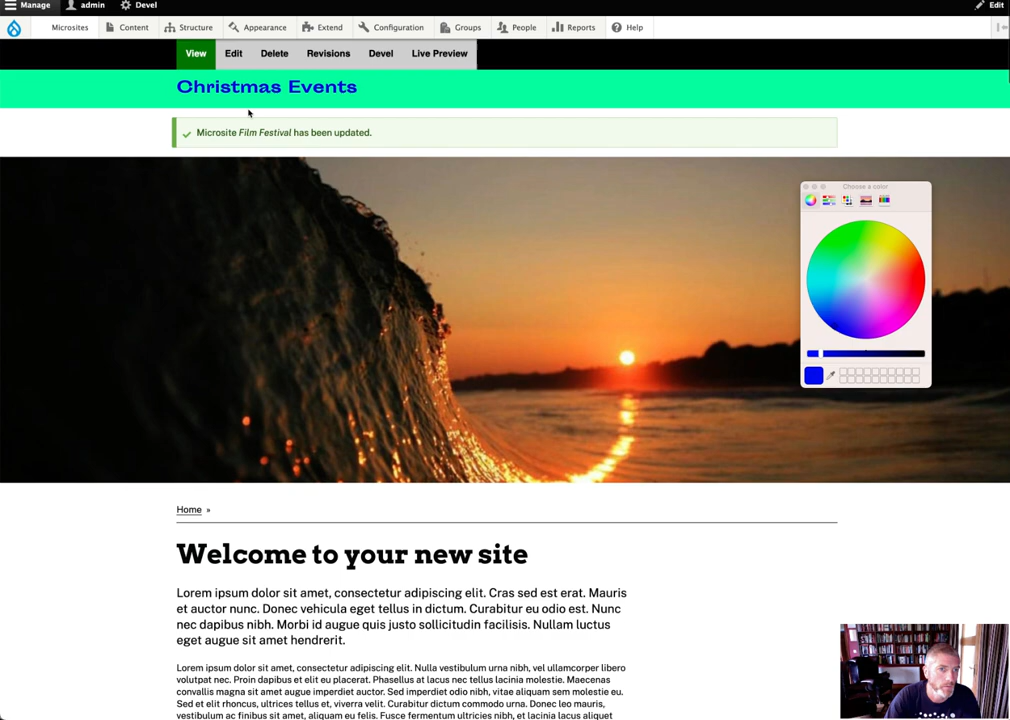 Manage admin Devel Edit
Microsites Content Structure Appearance Extend Configuration Groups People Reports Help
View Edit Delete Revisions Devel Live Preview
Christmas Events
Microsite Film Festival has been updated.
Choose a color
Home »
Welcome to your new site
Lorem ipsum dolor sit amet, consectetur adipiscing elit. Cras sed est erat. Mauris
et auctor nunc. Donec vehicula eget tellus in dictum. Curabitur eu odio est. Nunc
nec dapibus nibh. Morbi id augue quis justo sollicitudin facilisis. Nullam luctus
eget augue sit amet hendrerit.
Lorem ipsum dolor sit amet, consectetur adipiscing elit. Nulla vestibulum urna nibh, vel ullamcorper libero
volutpat nec. Proin dapibus elit eu placerat. Phasellus at lacus nec tellus lacinia molestie. Maecenas
convallis magna sit amet augue imperdiet auctor. Sed imperdiet odio nibh, vitae aliquam sem molestie eu.
Sed et elit rhoncus, ultrices tellus et, viverra velit. Curabitur dictum commodo urna. Donec leo mauris,
vestibulum ac finibus sit amet, aliquam eu felis. Fusce fermentum ultricies nibh, et lacinia lacus aliquet